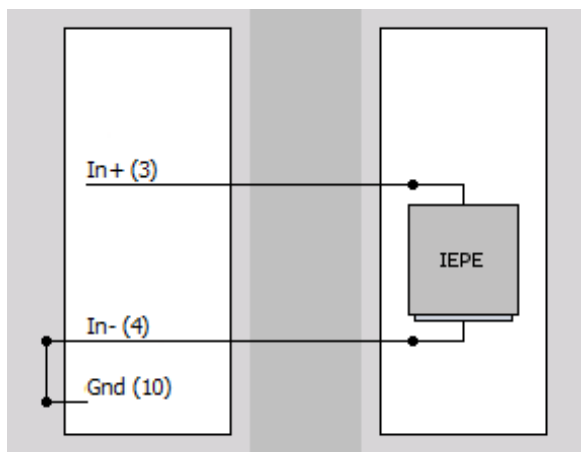 In+ (3)
IEPE
In- (4)
Gnd (10)